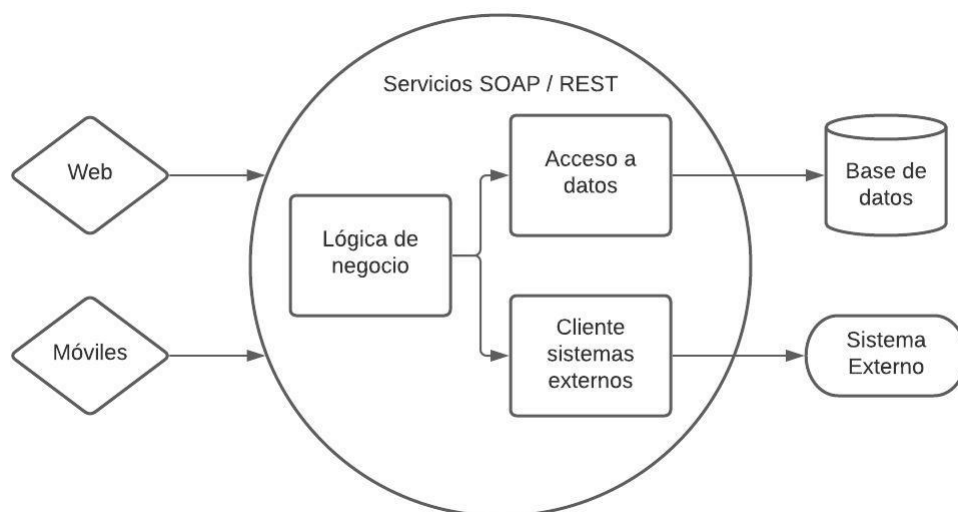 Servicios SOAP / REST
Web
Acceso a
datos
Base de
datos
Lógica de
negocio
Móviles
Cliente
sistemas
externos
Sistema
Externo